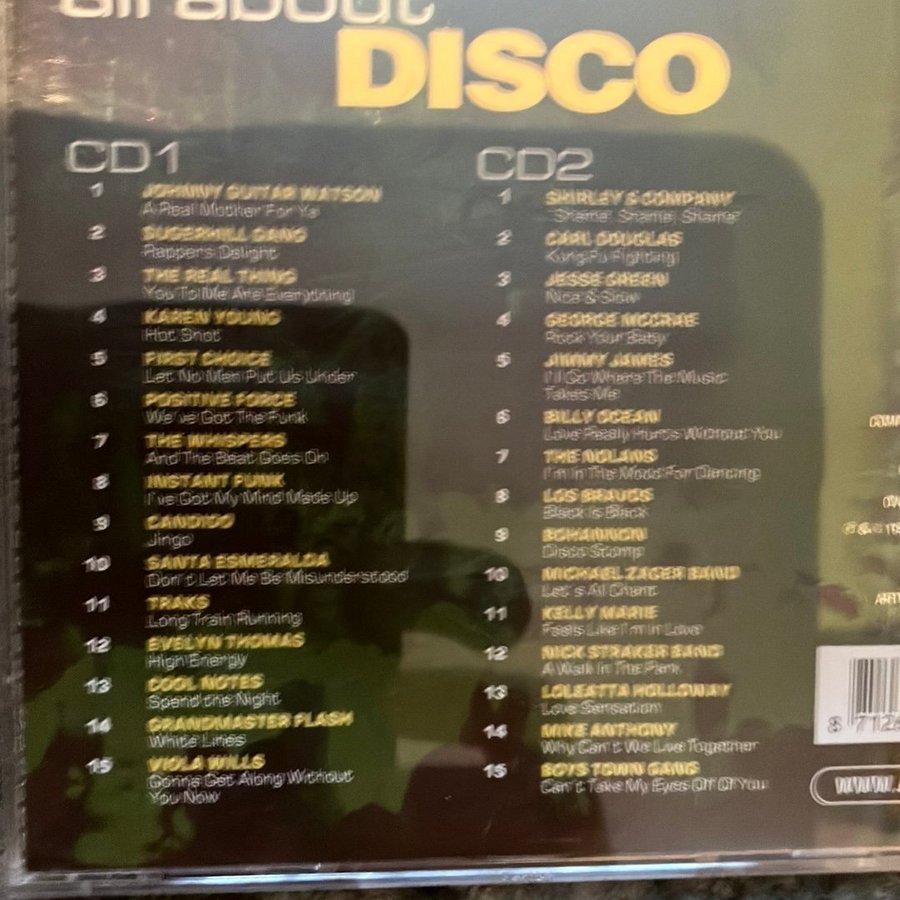 all about
DISCO
CD1
1 JOHNNY GUITAR WATSON
A Real Mother For Ya
2 SUGERHILL GANG
Rappers Delight
3 THE REAL THING
You To Me Are Everything
4 KAREN YOUNG
Hot Shot
5 FIRST CHOICE
Let No Man Put Us Under
6 POSITIVE FORCE
We've Got The Funk
7 THE WHISPERS
And The Beat Goes On
8 INSTANT FUNK
I've Got My Mind Made Up
9 CANDIDO
Jingo
10 SANTA ESMERALDA
Don't Let Me Be Misunderstood
11 TRAKS
Long Train Running
12 EVELYN THOMAS
High Energy
13 COOL NOTES
Spend the Night
14 GRANDMASTER FLASH
White Lines
15 VIOLA WILLS
Gonna Get Along Without
You Now
CD2
1 SHIRLEY & COMPANY
"Shame, Shame, Shame"
2 CARL DOUGLAS
Kung Fu Fighting
3 JESSE GREEN
Nice & Slow
4 GEORGE MCCRAE
Rock Your Baby
5 JIMMY JAMES
I'll Go Where The Music
Takes Me
6 BILLY OCEAN
Love Really Hurts Without You
7 THE NOLANS
I'm In The Mood For Dancing
8 LOS BRAVOS
Black Is Black
9 BOHANNON
Disco Stomp
10 MICHAEL ZAGER BAND
Let's All Chant
11 KELLY MARIE
Feels Like I'm In Love
12 NICK STRAKER BAND
A Walk In The Park
13 LOLEATTA HOLLOWAY
Love Sensation
14 MIKE ANTHONY
Why Can't We Live Together
15 BOYS TOWN GANG
Can't Take My Eyes Off Of You
8 7126
www.